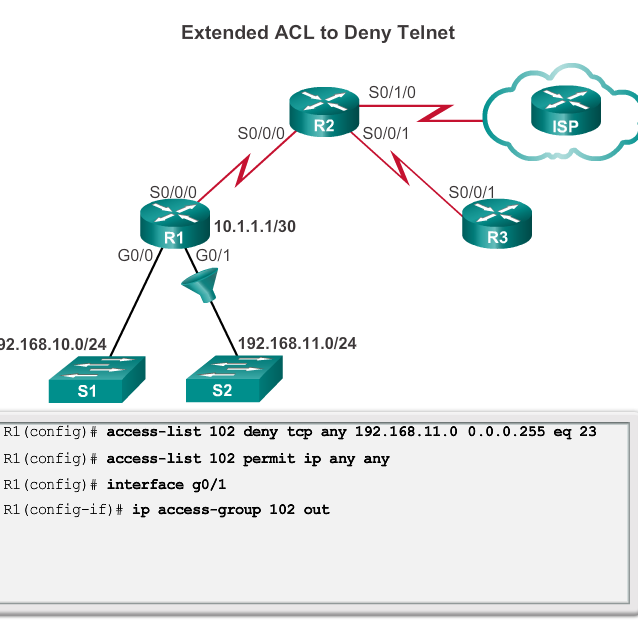 Extended ACL to Deny Telnet
S0/1/0
R2
ISP
S0/0/0
S0/0/1
S0/0/0
S0/0/1
R1
10.1.1.1/30
R3
G0/0
G0/1
92.168.10.0/24
192.168.11.0/24
S1
S2
R1(config)# access-list 102 deny tcp any 192.168.11.0 0.0.0.255 eq 23
R1(config)# access-list 102 permit ip any any
R1(config)# interface g0/1
R1(config-if)# ip access-group 102 out